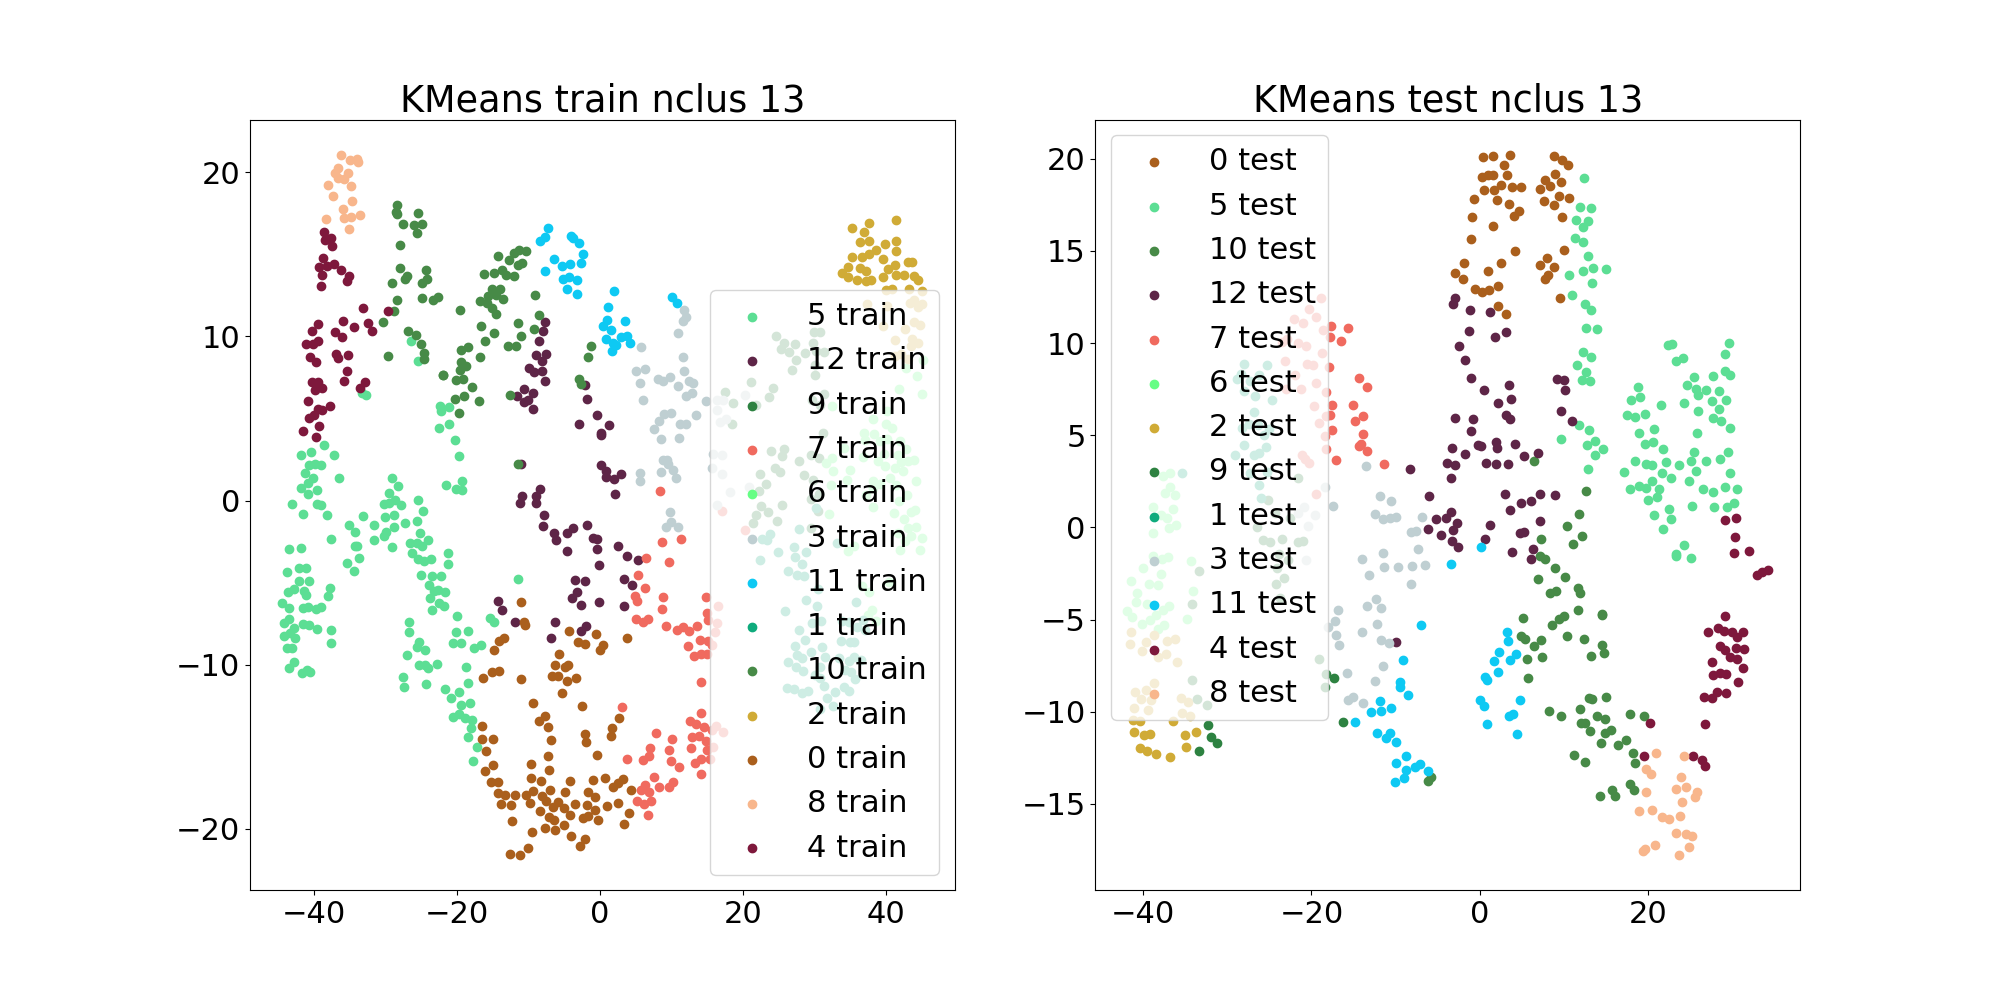 KMeans train nclus 13
20
10
0
−10
−20
−40
−20
0
20
40
5 train
12 train
9 train
7 train
6 train
3 train
11 train
1 train
10 train
2 train
0 train
8 train
4 train
KMeans test nclus 13
20
15
10
5
0
−5
−10
−15
−40
−20
0
20
0 test
5 test
10 test
12 test
7 test
6 test
2 test
9 test
1 test
3 test
11 test
4 test
8 test